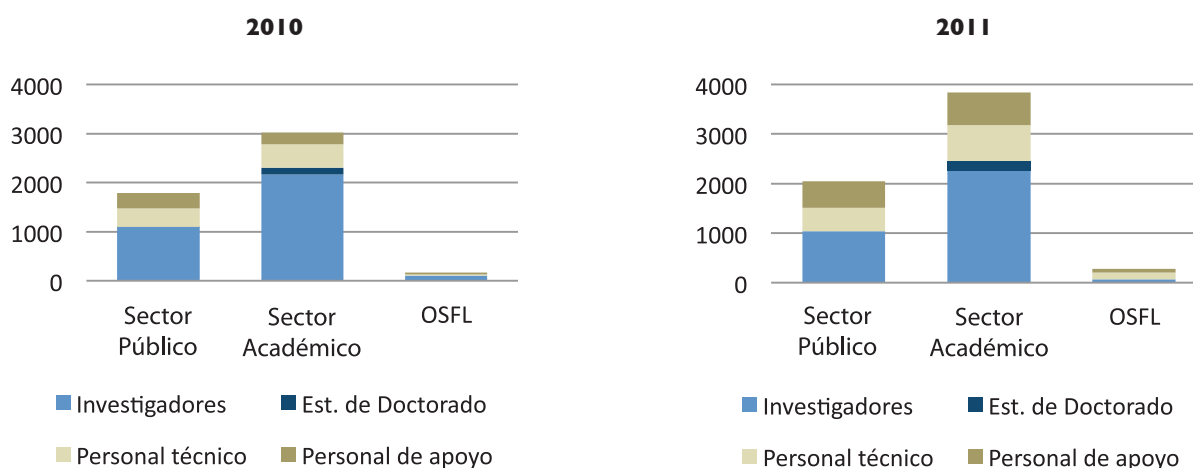 2010
4000
3000
2000
1000
0
Sector
Público
Sector
Académico
OSFL
Investigadores
Est. de Doctorado
Personal técnico
Personal de apoyo
2011
4000
3000
2000
1000
0
Sector
Público
Sector
Académico
OSFL
Investigadores
Est. de Doctorado
Personal técnico
Personal de apoyo